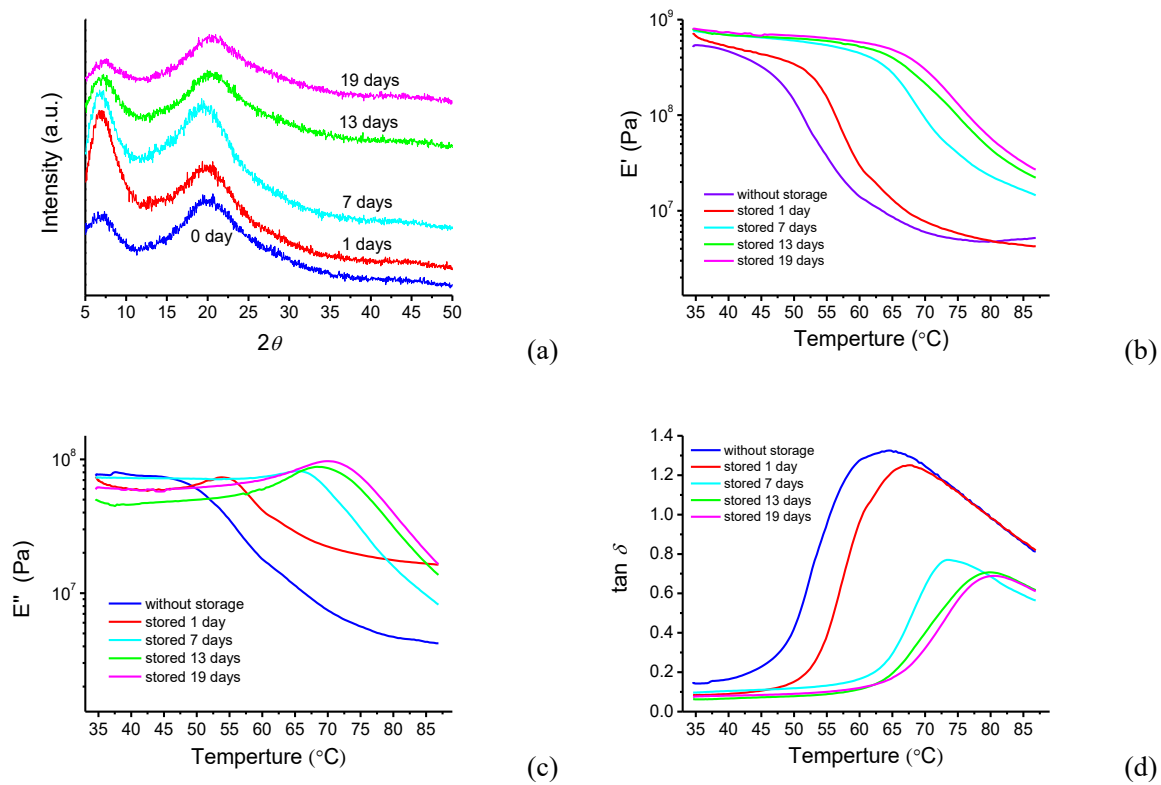 Intensity (a.u.)
19 days
13 days
7 days
0 day
1 days
5 10 15 20 25 30 35 40 45 50
2θ
(a)
E' (Pa)
10⁹
10⁸
10⁷
without storage
stored 1 day
stored 7 days
stored 13 days
stored 19 days
35 40 45 50 55 60 65 70 75 80 85
Temperture (°C)
(b)
E" (Pa)
10⁸
10⁷
without storage
stored 1 day
stored 7 days
stored 13 days
stored 19 days
35 40 45 50 55 60 65 70 75 80 85
Temperture (°C)
(c)
tan δ
1.4
1.2
1.0
0.8
0.6
0.4
0.2
0.0
without storage
stored 1 day
stored 7 days
stored 13 days
stored 19 days
35 40 45 50 55 60 65 70 75 80 85
Temperture (°C)
(d)